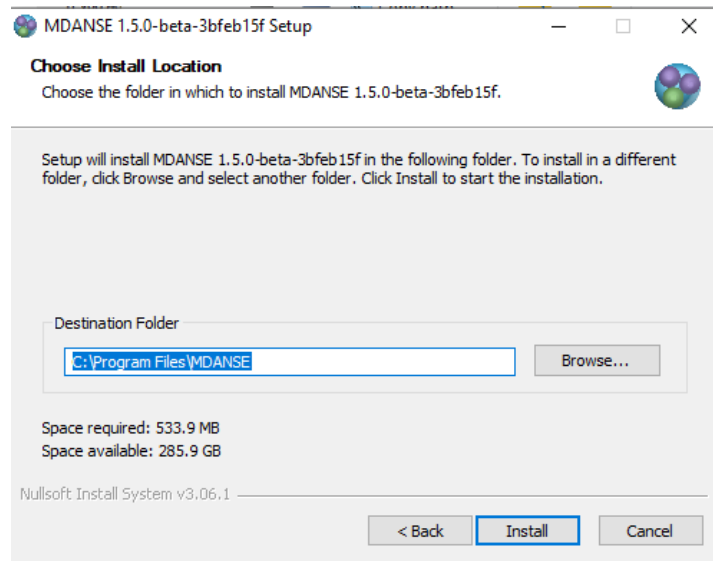 MDANSE 1.5.0-beta-3bfeb15f Setup
Choose Install Location
Choose the folder in which to install MDANSE 1.5.0-beta-3bfeb15f.
Setup will install MDANSE 1.5.0-beta-3bfeb15f in the following folder. To install in a different
folder, click Browse and select another folder. Click Install to start the installation.
Destination Folder
C:\Program Files\MDANSE
Browse...
Space required: 533.9 MB
Space available: 285.9 GB
Nullsoft Install System v3.06.1
< Back
Install
Cancel